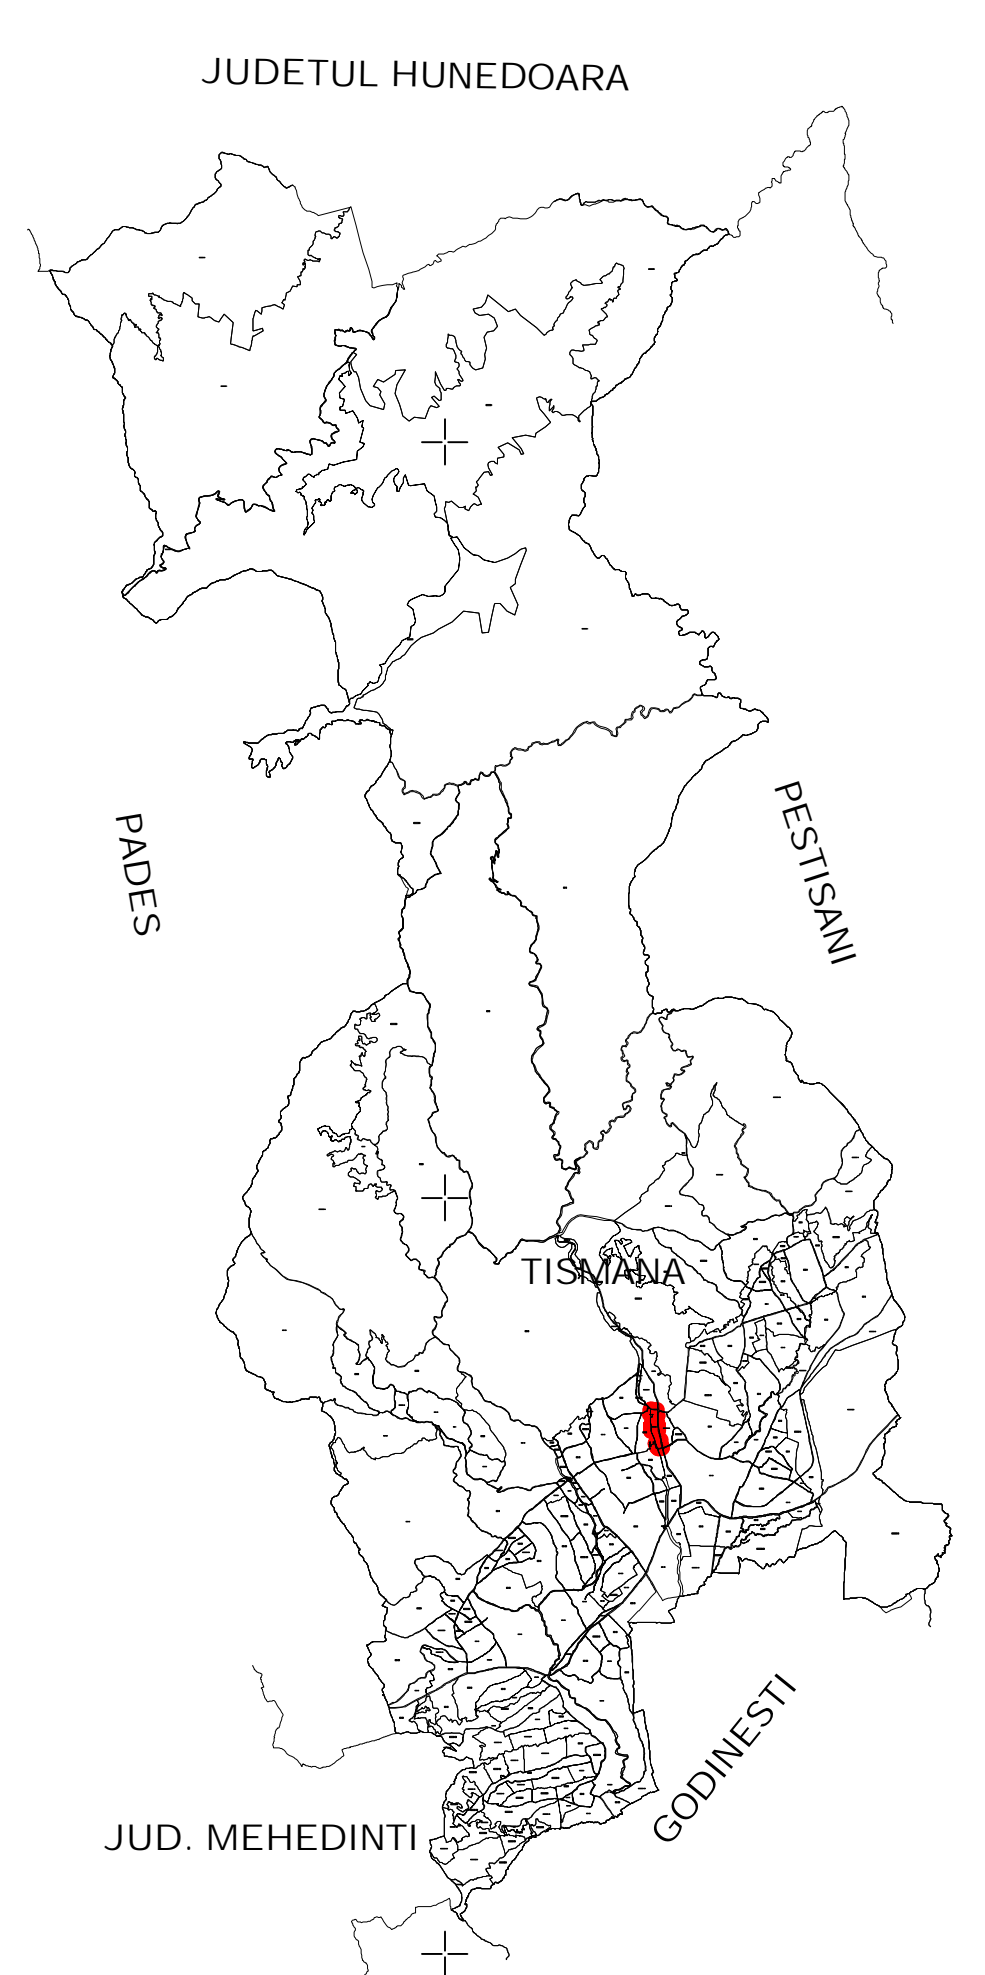 JUDETUL HUNEDOARA
PADES
PESTISANI
TISMANA
GODINESTI
JUD. MEHEDINTI